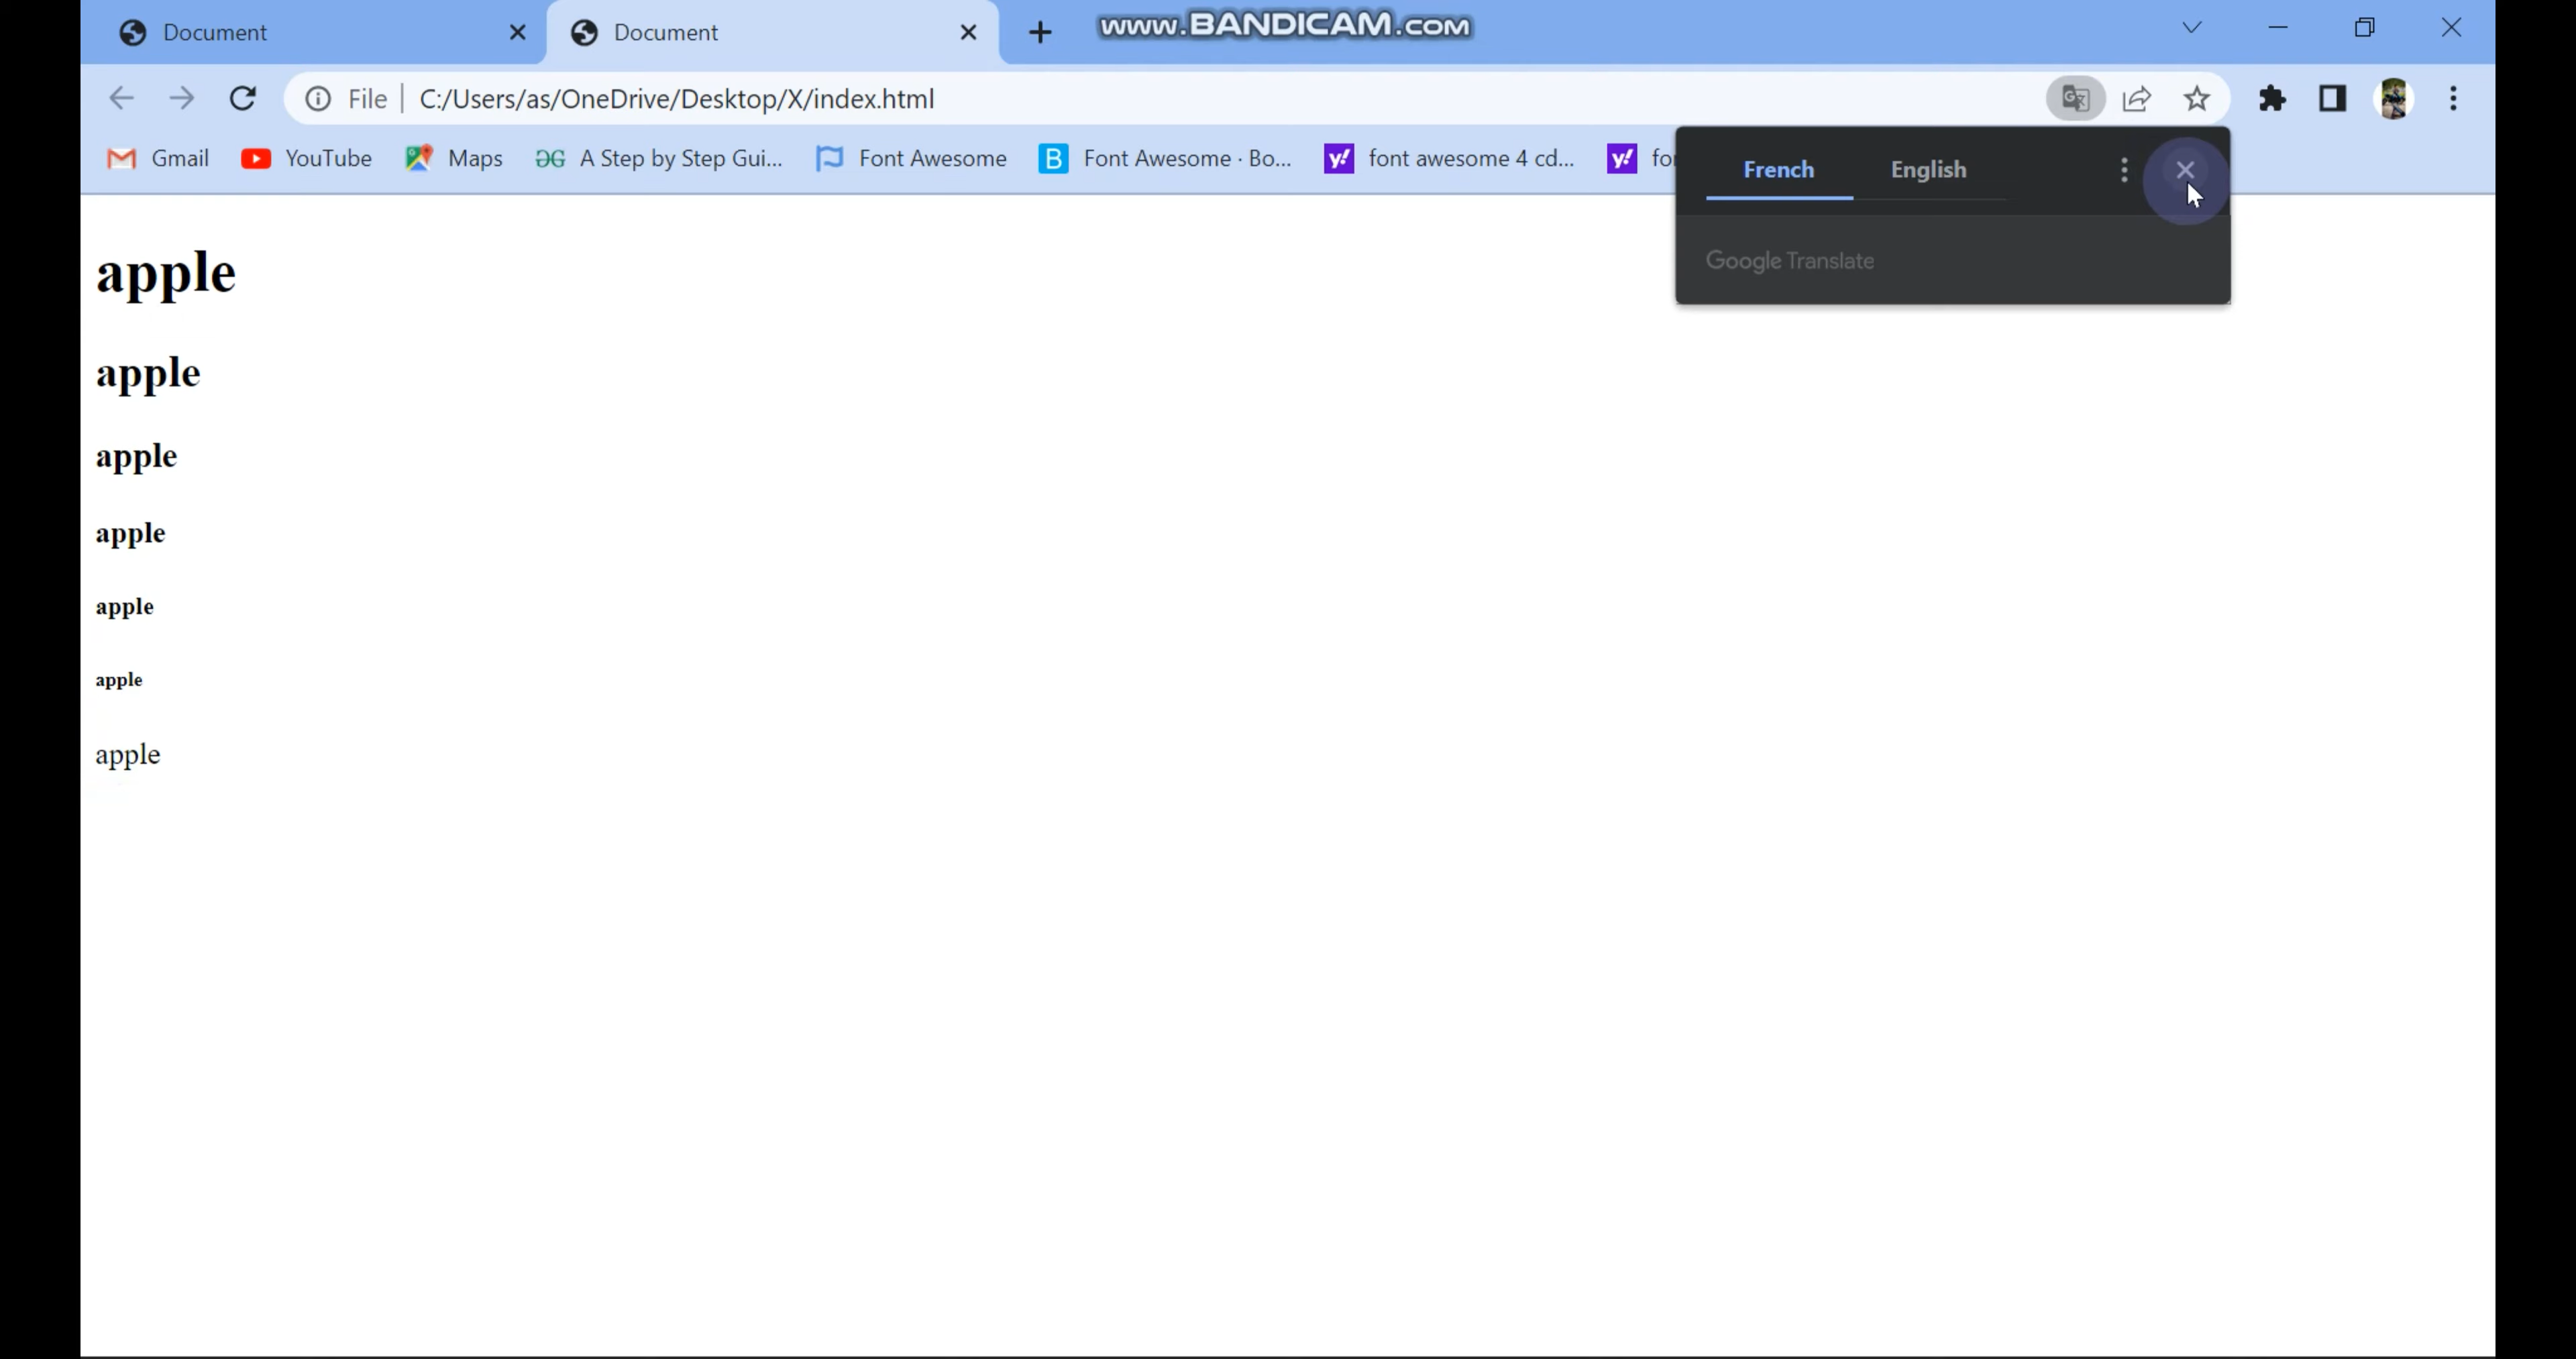 Document
Document
www.BANDICAM.com
File
C:/Users/as/OneDrive/Desktop/X/index.html
Gmail
YouTube
Maps
A Step by Step Gui...
Font Awesome
B
Font Awesome · Bo...
y!
font awesome 4 cd...
y!
fo
French
English
Google Translate
apple
apple
apple
apple
apple
apple
apple